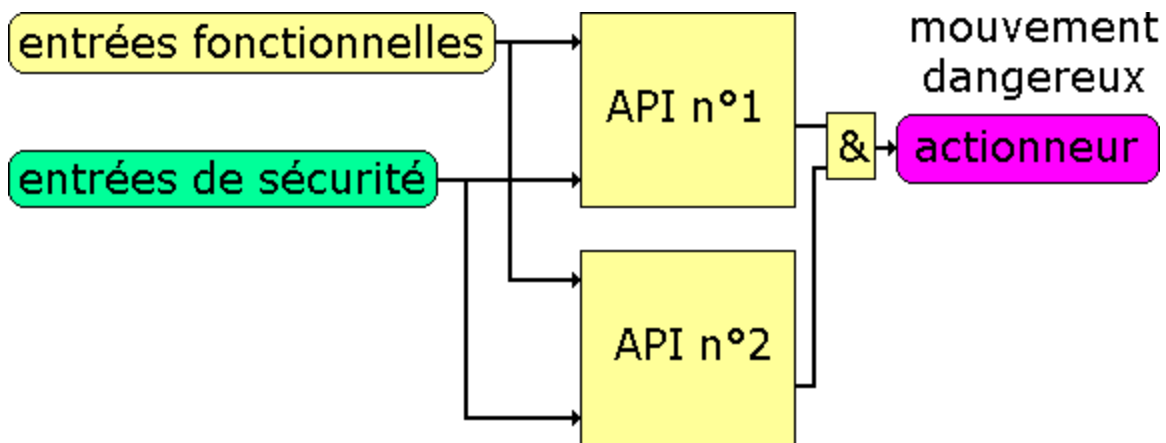 entrées fonctionnelles
mouvement
dangereux
API n°1
&
actionneur
entrées de sécurité
API n°2